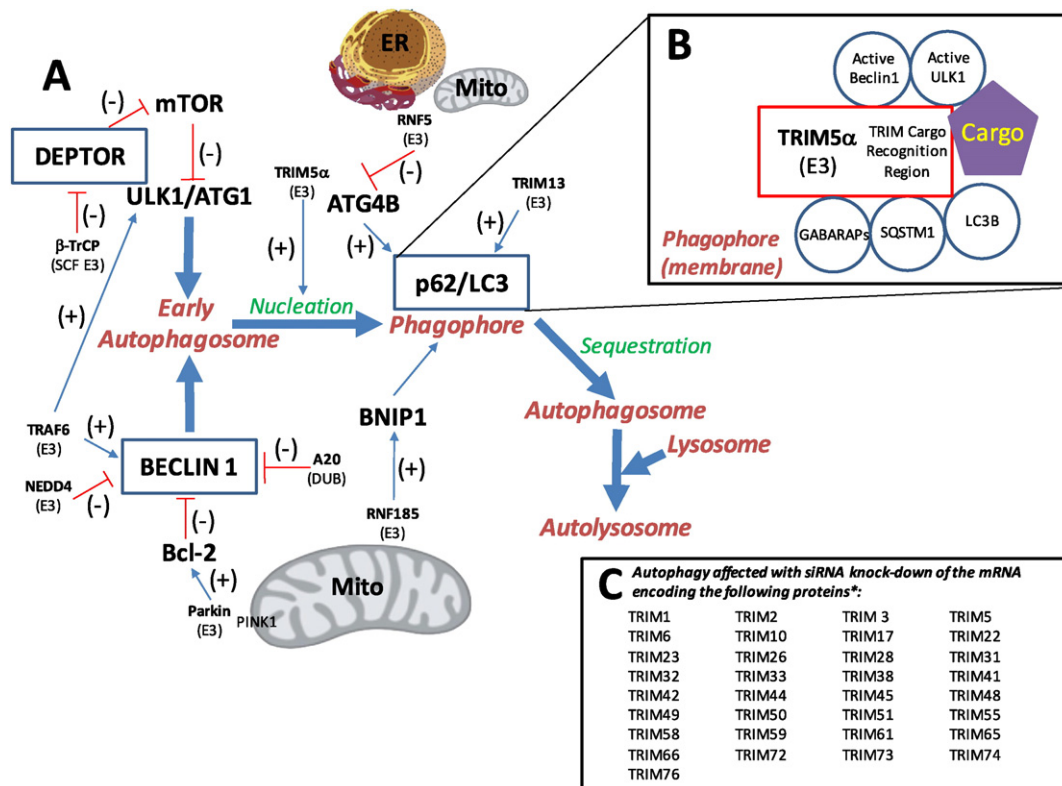 A
ER
Mito
(-)
mTOR
DEPTOR
(-)
ULK1/ATG1
(-)
β-TrCP
(SCF E3)
(+)
RNF5
(E3)
(-)
TRIM5α
(E3)
ATG4B
(+)
(+)
TRIM13
(E3)
(+)
p62/LC3
Early
Autophagosome
Nucleation
Phagophore
Sequestration
Autophagosome
Lysosome
Autolysosome
BNIP1
(+)
RNF185
(E3)
Mito
TRAF6
(E3)
(+)
BECLIN 1
(-)
A20
(DUB)
NEDD4
(E3)
(-)
(-)
Bcl-2
(+)
Parkin
(E3)
PINK1
B
Active
Beclin1
Active
ULK1
Cargo
TRIM5α
(E3)
TRIM Cargo
Recognition
Region
GABARAPs
SQSTM1
LC3B
Phagophore
(membrane)
C
Autophagy affected with siRNA knock-down of the mRNA
encoding the following proteins*:
TRIM1 TRIM2 TRIM 3 TRIM5
TRIM6 TRIM10 TRIM17 TRIM22
TRIM23 TRIM26 TRIM28 TRIM31
TRIM32 TRIM33 TRIM38 TRIM41
TRIM42 TRIM44 TRIM45 TRIM48
TRIM49 TRIM50 TRIM51 TRIM55
TRIM58 TRIM59 TRIM61 TRIM65
TRIM66 TRIM72 TRIM73 TRIM74
TRIM76